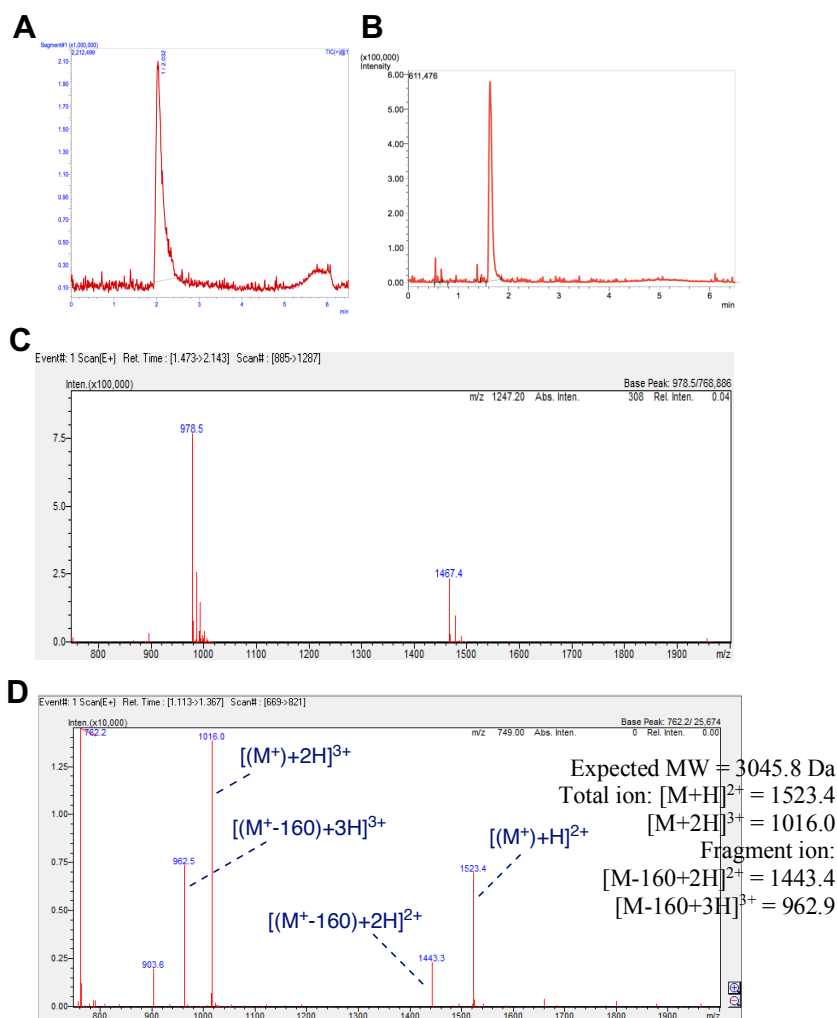 A
Segment#1 (x1,000,000)
2,212,499
TIC(+)@1
1 / 2.032
2.10
1.90
1.70
1.50
1.30
1.10
0.90
0.70
0.50
0.30
0.10
0 1 2 3 4 5 6
min
B
(x100,000)
Intensity
611,476
6.00
5.00
4.00
3.00
2.00
1.00
0.00
0 1 2 3 4 5 6
min
C
Event#: 1 Scan(E+) Ret. Time : [1.473->2.143] Scan# : [885->1287]
Inten.(x100,000)
Base Peak: 978.5/768,886
m/z 1247.20 Abs. Inten. 308 Rel. Inten. 0.04
978.5
7.5
5.0
2.5
1467.4
0.0
800 900 1000 1100 1200 1300 1400 1500 1600 1700 1800 1900 m/z
D
Event#: 1 Scan(E+) Ret. Time : [1.113->1.367] Scan# : [669->821]
Inten.(x10,000)
Base Peak: 762.2/ 25,674
m/z 749.00 Abs. Inten. 0 Rel. Inten. 0.00
762.2
1016.0
[(M⁺)+2H]³⁺
1.25
1.00
0.75
0.50
0.25
0.00
[(M⁺-160)+3H]³⁺
962.5
[(M⁺)+H]²⁺
1523.4
[(M⁺-160)+2H]²⁺
903.6
1443.3
800 900 1000 1100 1200 1300 1400 1500 1600 1700 1800 1900 m/z
Expected MW = 3045.8 Da
Total ion: [M+H]²⁺ = 1523.4
[M+2H]³⁺ = 1016.0
Fragment ion:
[M-160+2H]²⁺ = 1443.4
[M-160+3H]³⁺ = 962.9